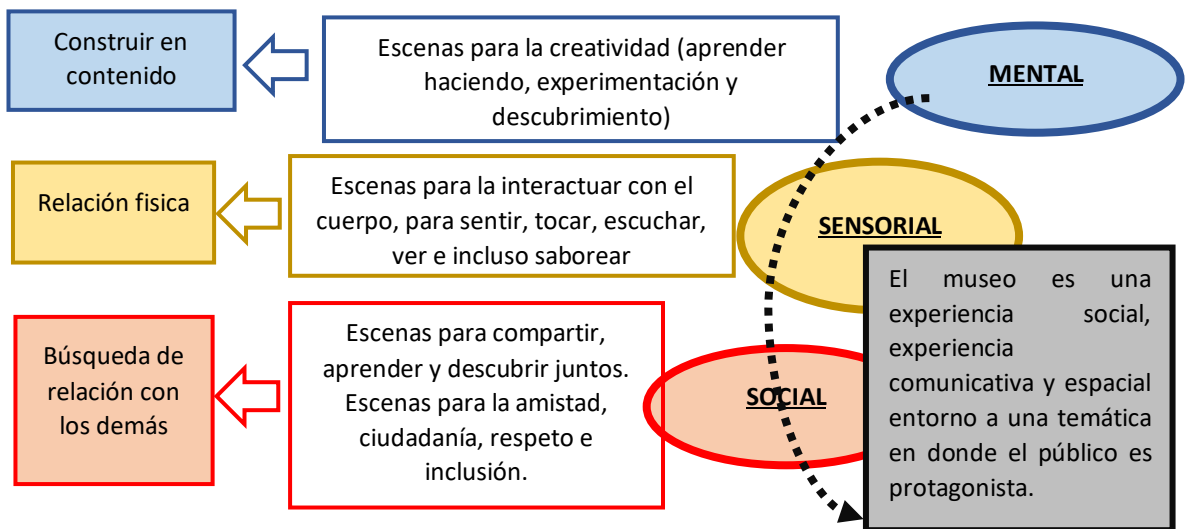 Construir en
contenido
Escenas para la creatividad (aprender
haciendo, experimentación y
descubrimiento)
MENTAL
Relación fisica
Escenas para la interactuar con el
cuerpo, para sentir, tocar, escuchar,
ver e incluso saborear
SENSORIAL
Búsqueda de
relación con
los demás
Escenas para compartir,
aprender y descubrir juntos.
Escenas para la amistad,
ciudadanía, respeto e
inclusión.
SOCIAL
El museo es una
experiencia social,
experiencia
comunicativa y espacial
entorno a una temática
en donde el público es
protagonista.